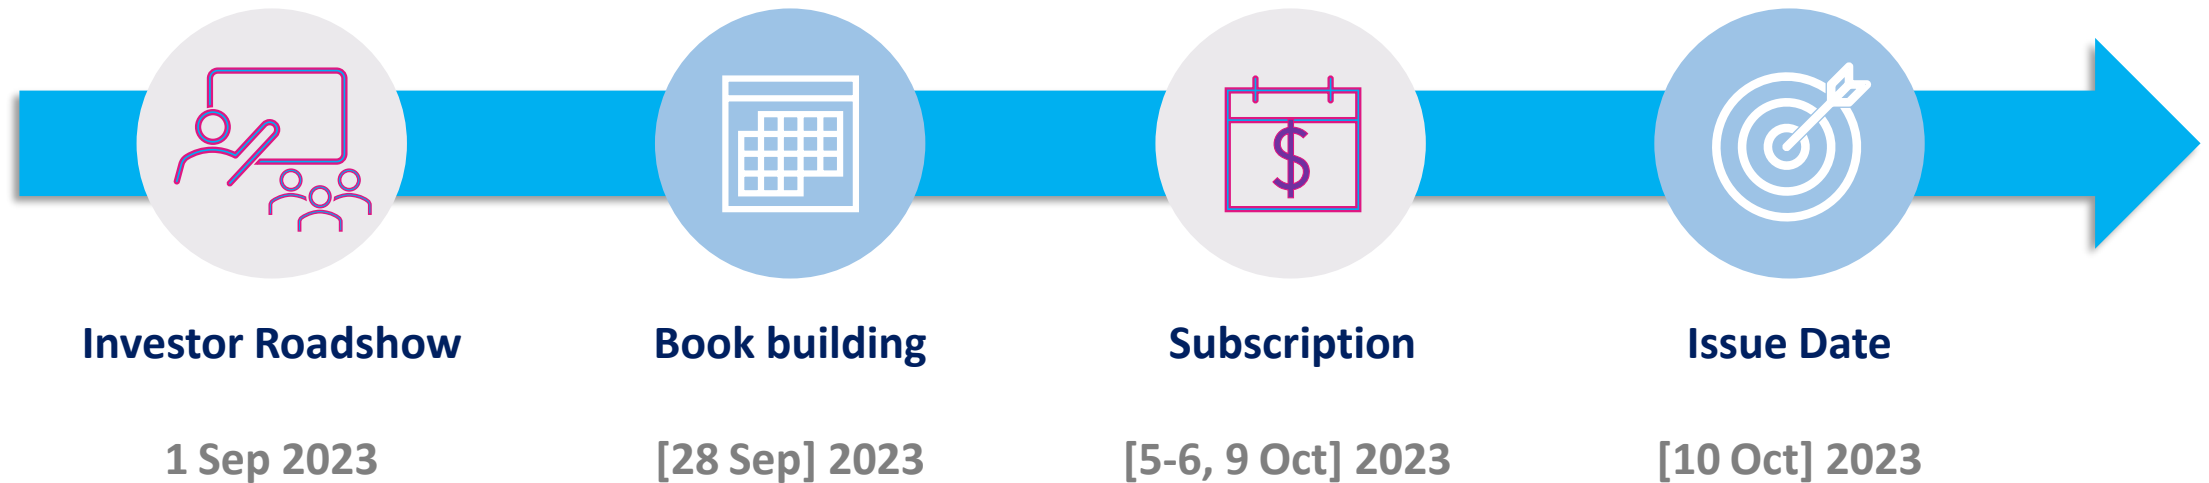 $
Investor Roadshow
Book building
Subscription
Issue Date
1 Sep 2023
[28 Sep] 2023
[5-6, 9 Oct] 2023
[10 Oct] 2023